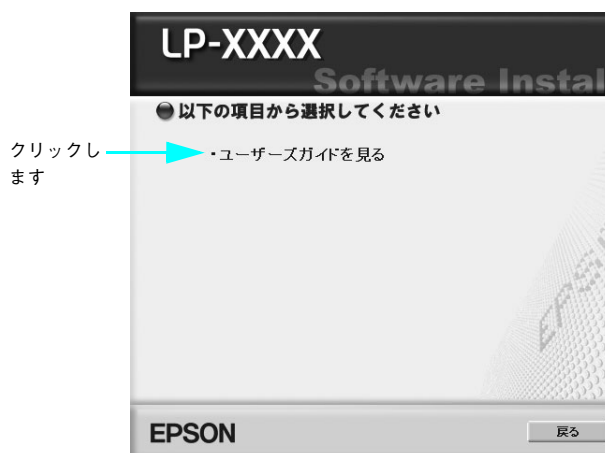 LP-XXXX
Software Instal
以下の項目から選択してください
クリックし
ます
・ユーザーズガイドを見る
EPSON
EPSON
戻る